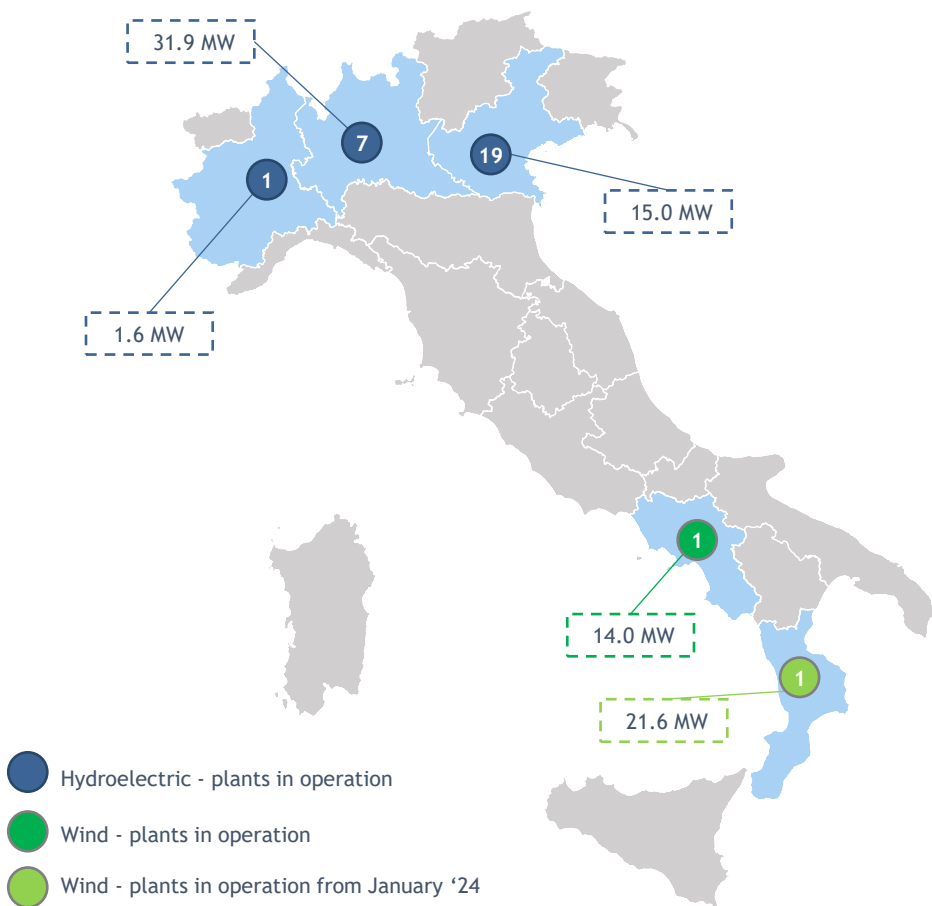 31.9 MW
7
19
1
15.0 MW
1.6 MW
1
14.0 MW
1
21.6 MW
Hydroelectric - plants in operation
Wind - plants in operation
Wind - plants in operation from January ‘24